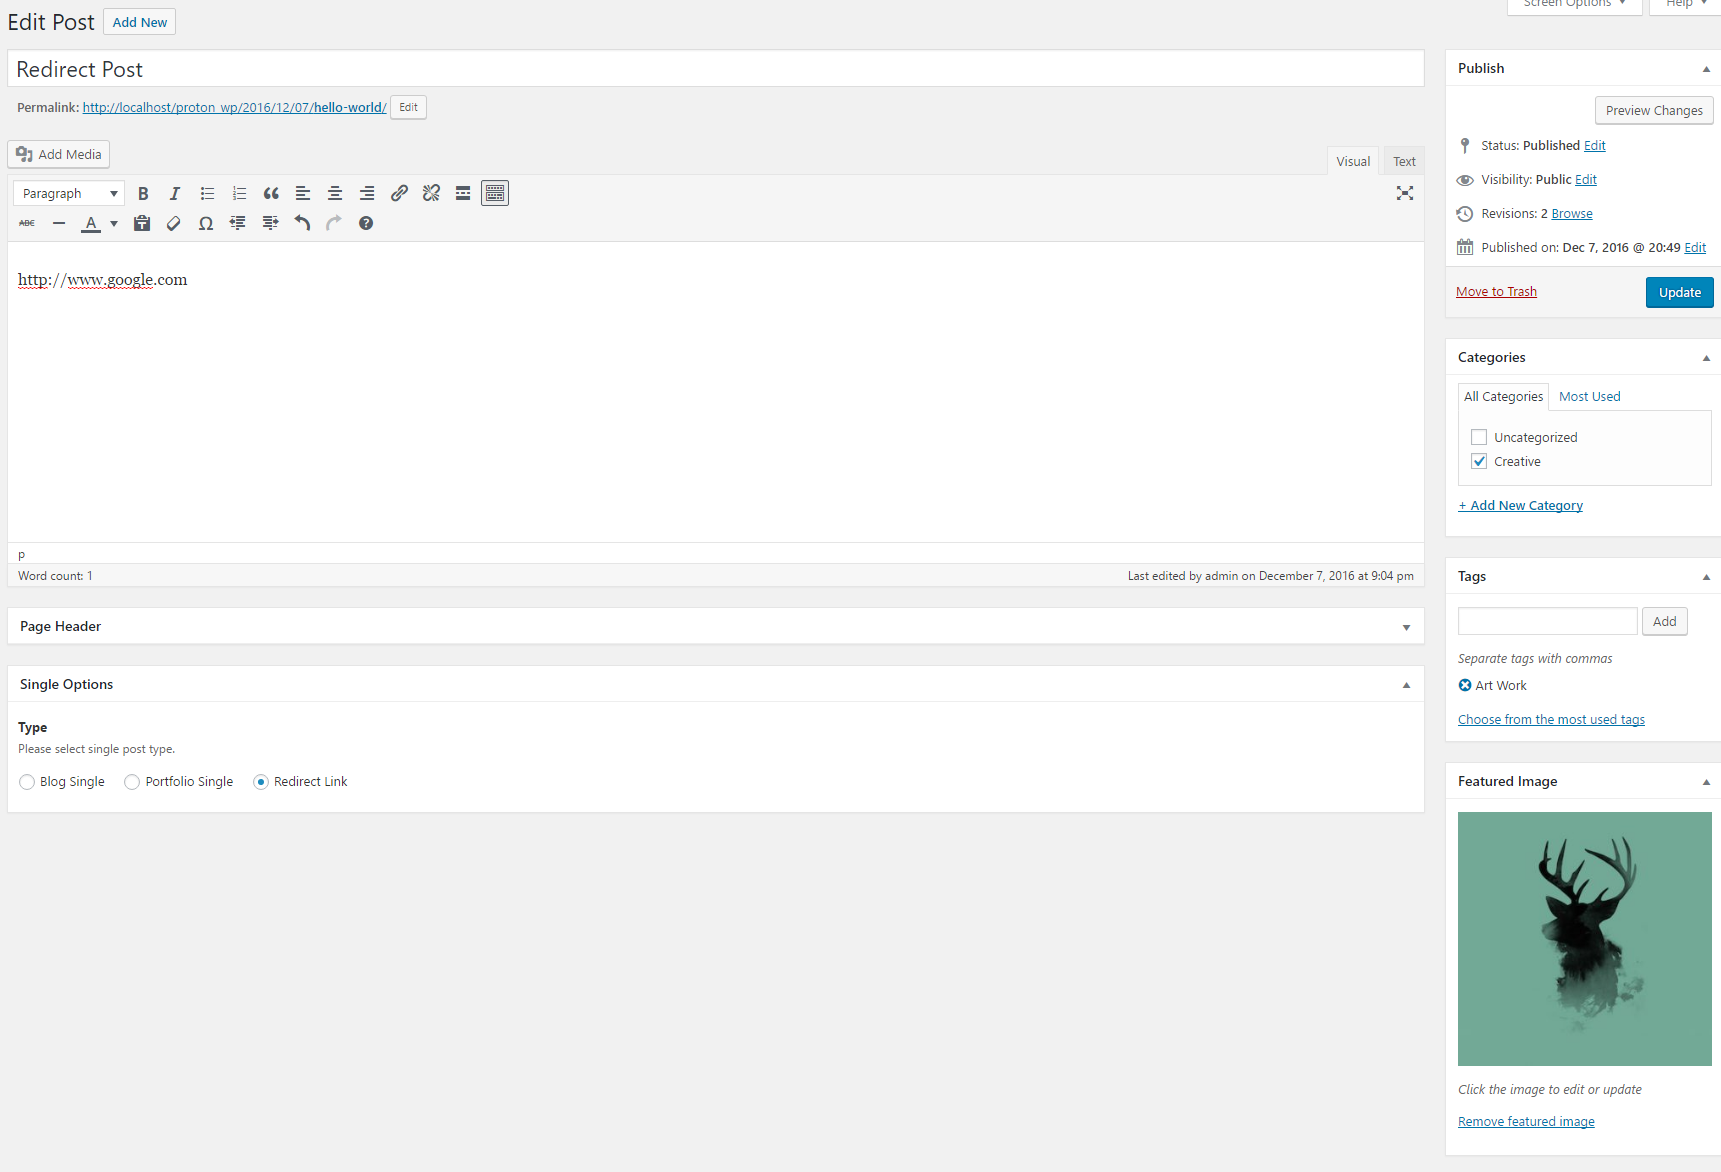 Edit Post Add New
Screen Options Help
Redirect Post
Permalink: http://localhost/proton_wp/2016/12/07/hello-world/ Edit
Add Media
Visual Text
Paragraph B I
ABC A Ω
http://www.google.com
p
Word count: 1 Last edited by admin on December 7, 2016 at 9:04 pm
Page Header
Single Options
Type
Please select single post type.
Blog Single Portfolio Single Redirect Link
Publish
Preview Changes
Status: Published Edit
Visibility: Public Edit
Revisions: 2 Browse
Published on: Dec 7, 2016 @ 20:49 Edit
Move to Trash Update
Categories
All Categories Most Used
Uncategorized
Creative
+ Add New Category
Tags
Add
Separate tags with commas
Art Work
Choose from the most used tags
Featured Image
Click the image to edit or update
Remove featured image